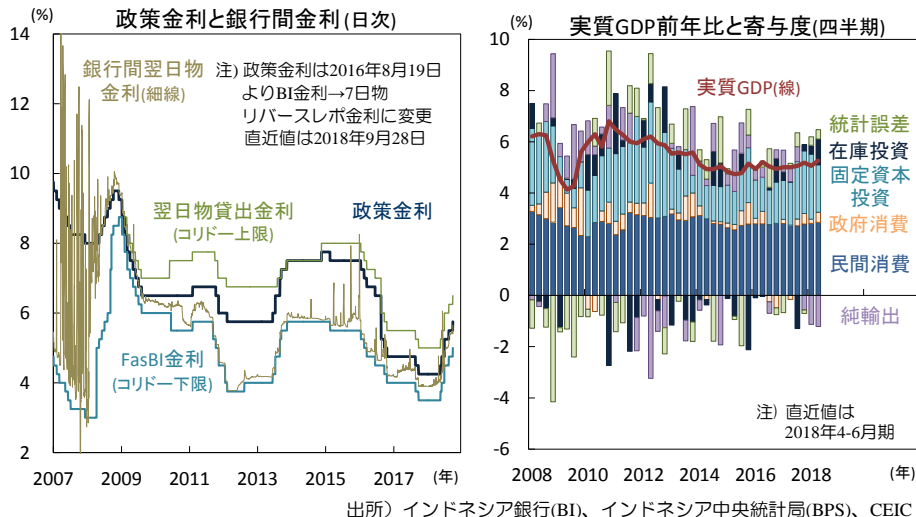 政策金利と銀行間金利(日次)
(%)
14
12
10
8
6
4
2
2007
2009
2011
2013
2015
2017
(年)
銀行間翌日物
金利(細線)
注) 政策金利は2016年8月19日
よりBI金利→7日物
リバースレポ金利に変更
直近値は2018年9月28日
翌日物貸出金利
(コリドー上限)
政策金利
FasBI金利
(コリドー下限)
実質GDP前年比と寄与度(四半期)
(%)
10
8
6
4
2
0
-2
-4
-6
2008
2010
2012
2014
2016
2018
(年)
実質GDP(線)
統計誤差
在庫投資
固定資本
投資
政府消費
民間消費
純輸出
注) 直近値は
2018年4-6月期
出所）インドネシア銀行(BI)、インドネシア中央統計局(BPS)、CEIC